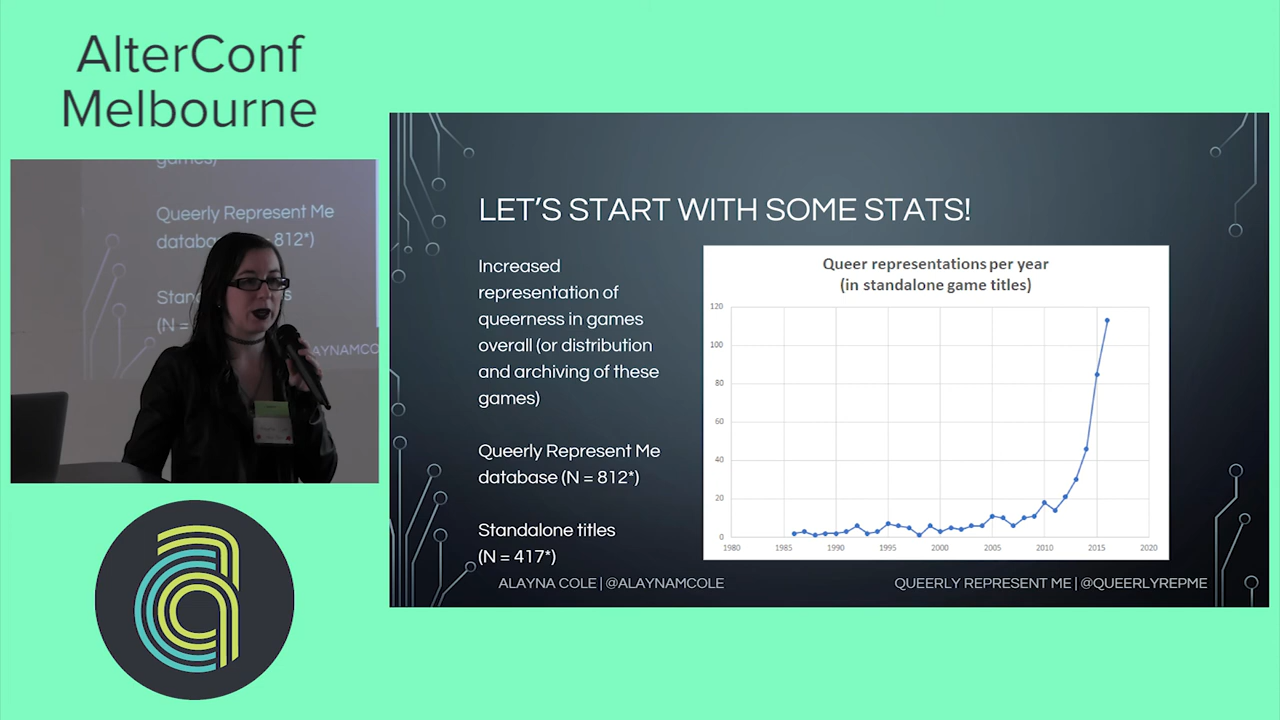 AlterConf
Melbourne
games)
Queerly Represent Me
812*)
(N =
LET'S START WITH SOME STATS!
Increased
representation of
queerness in games
overall (or distribution
and archiving of these
games)
Queerly Represent Me
database (N = 812*)
Standalone titles
(N = 417*)
Queer representations per year
(in standalone game titles)
120
100
80
60
40
20
0
1980 1985 1990 1995 2000 2005 2010 2015 2020
ALAYNA COLE | @ALAYNAMCOLE
QUEERLY REPRESENT ME | @QUEERLYREPME